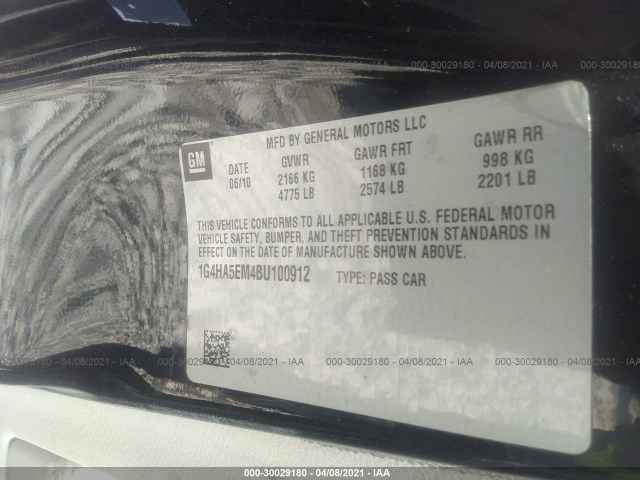 000-30029180 - 04/08/2021 - IAA
000-30029180 - 04/08/2021 - IAA
MFD BY GENERAL MOTORS LLC
GM
DATE GVWR GAWR FRT GAWR RR
06/10 2166 KG 1168 KG 998 KG
4775 LB 2574 LB 2201 LB
THIS VEHICLE CONFORMS TO ALL APPLICABLE U.S. FEDERAL MOTOR
VEHICLE SAFETY, BUMPER, AND THEFT PREVENTION STANDARDS IN
EFFECT ON THE DATE OF MANUFACTURE SHOWN ABOVE.
1G4HA5EM4BU100912 TYPE: PASS CAR
000-30029180 - 04/08/2021 - IAA
000-30029180 - 04/08/2021 - IAA
000-30029180 - 04/08/2021 - IAA
000-30029180 - 04/08/2021 - IAA